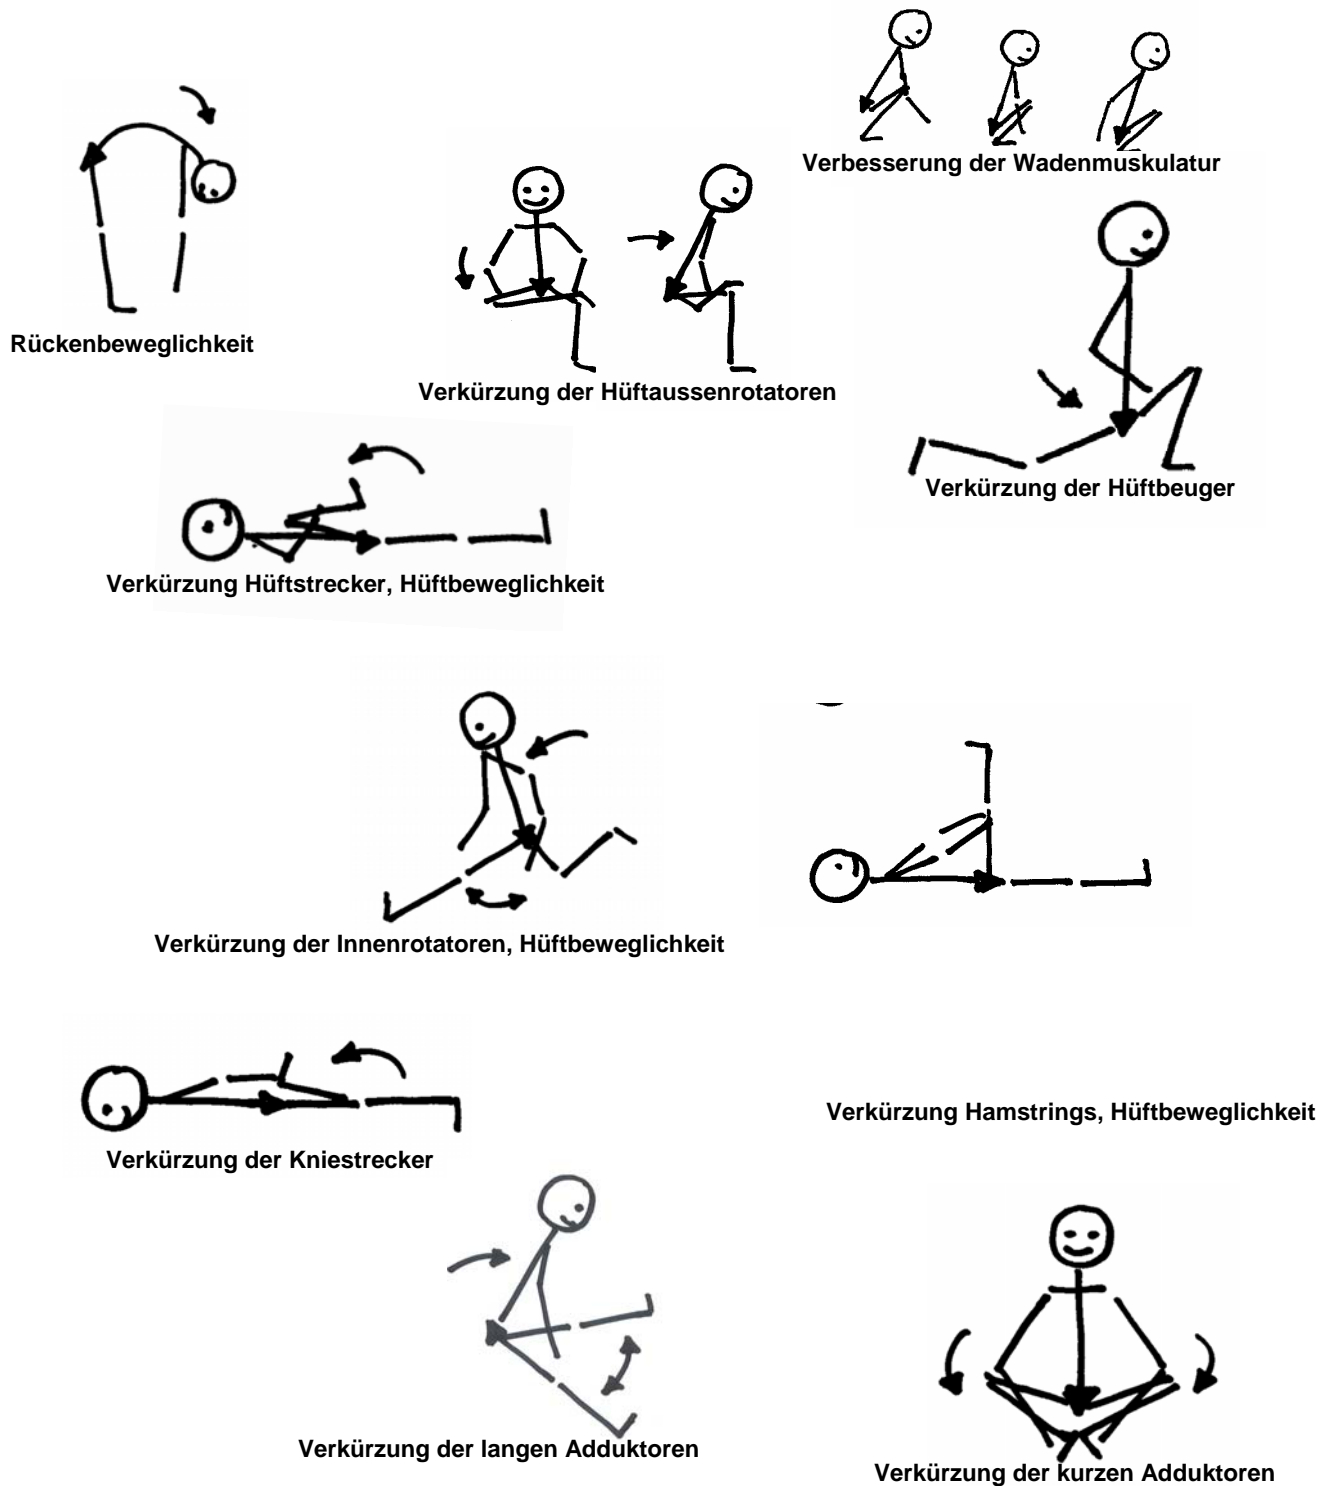 Verbesserung der Wadenmuskulatur
Rückenbeweglichkeit
Verkürzung der Hüftaussenrotatoren
Verkürzung der Hüftbeuger
Verkürzung Hüftstrecker, Hüftbeweglichkeit
Verkürzung der Innenrotatoren, Hüftbeweglichkeit
Verkürzung Hamstrings, Hüftbeweglichkeit
Verkürzung der Kniestrecker
Verkürzung der langen Adduktoren
Verkürzung der kurzen Adduktoren